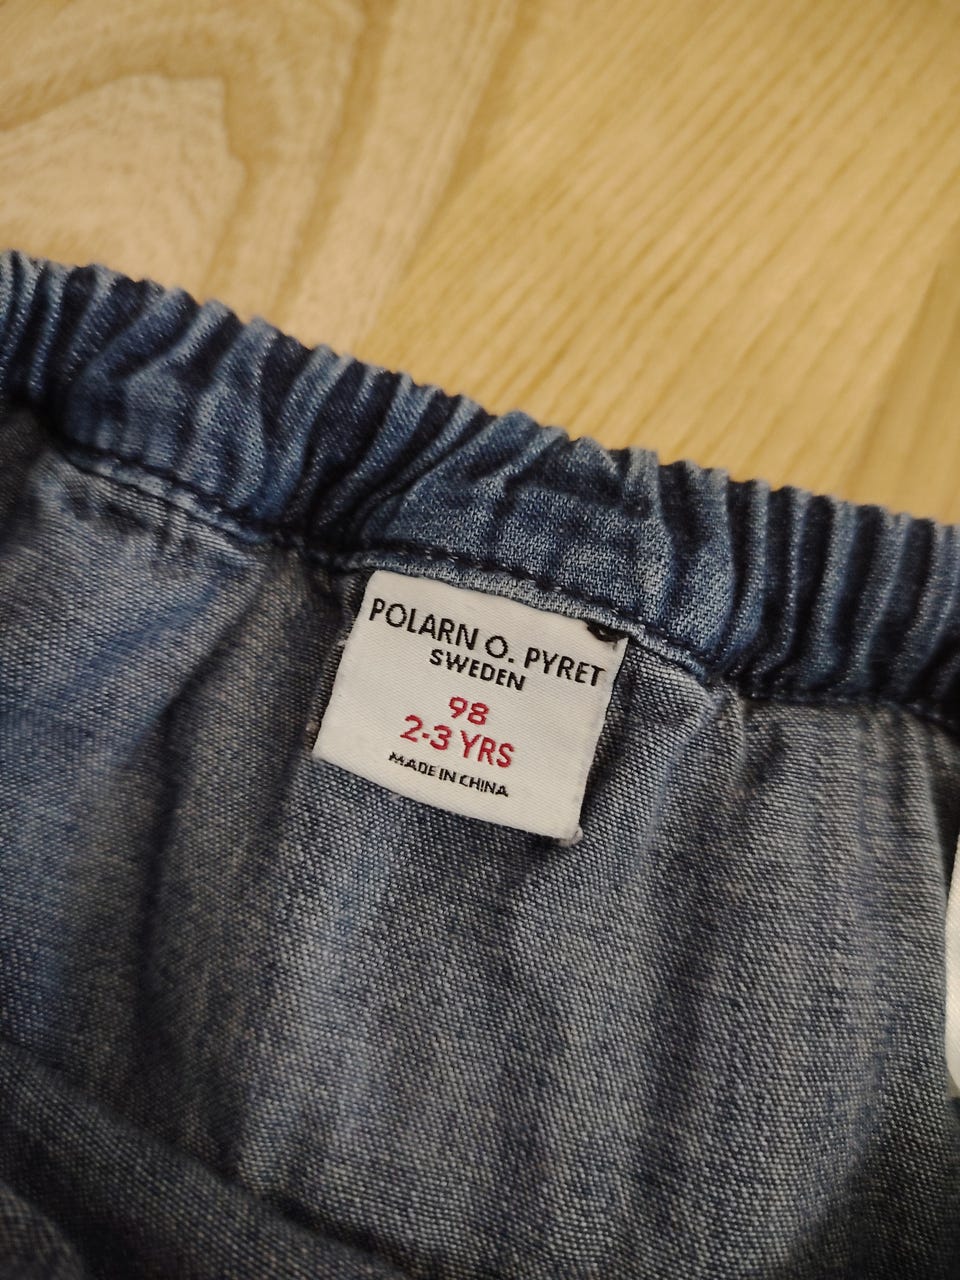 POLARN O. PYRET
SWEDEN
98
2-3 YRS
MADE IN CHINA